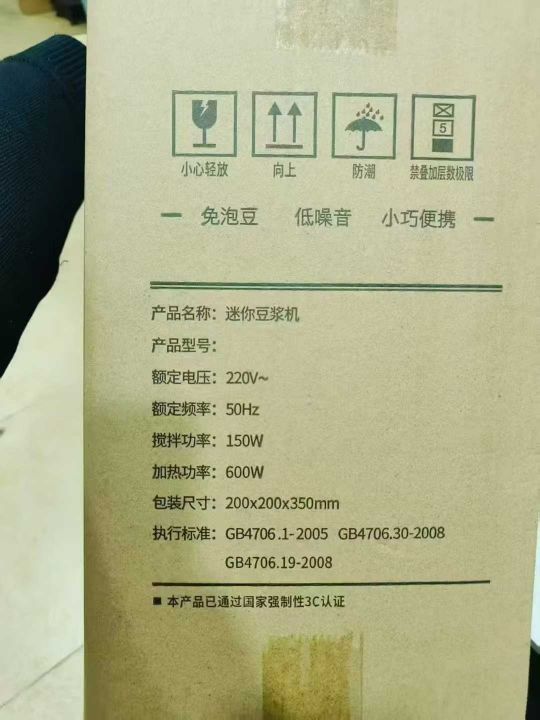 5
小心轻放 向上 防潮 禁叠加层数极限
免泡豆 低噪音 小巧便携
产品名称：迷你豆浆机
产品型号：
额定电压：220V~
额定频率：50Hz
搅拌功率：150W
加热功率：600W
包装尺寸：200x200x350mm
执行标准：GB4706.1-2005 GB4706.30-2008
GB4706.19-2008
■ 本产品已通过国家强制性3C认证